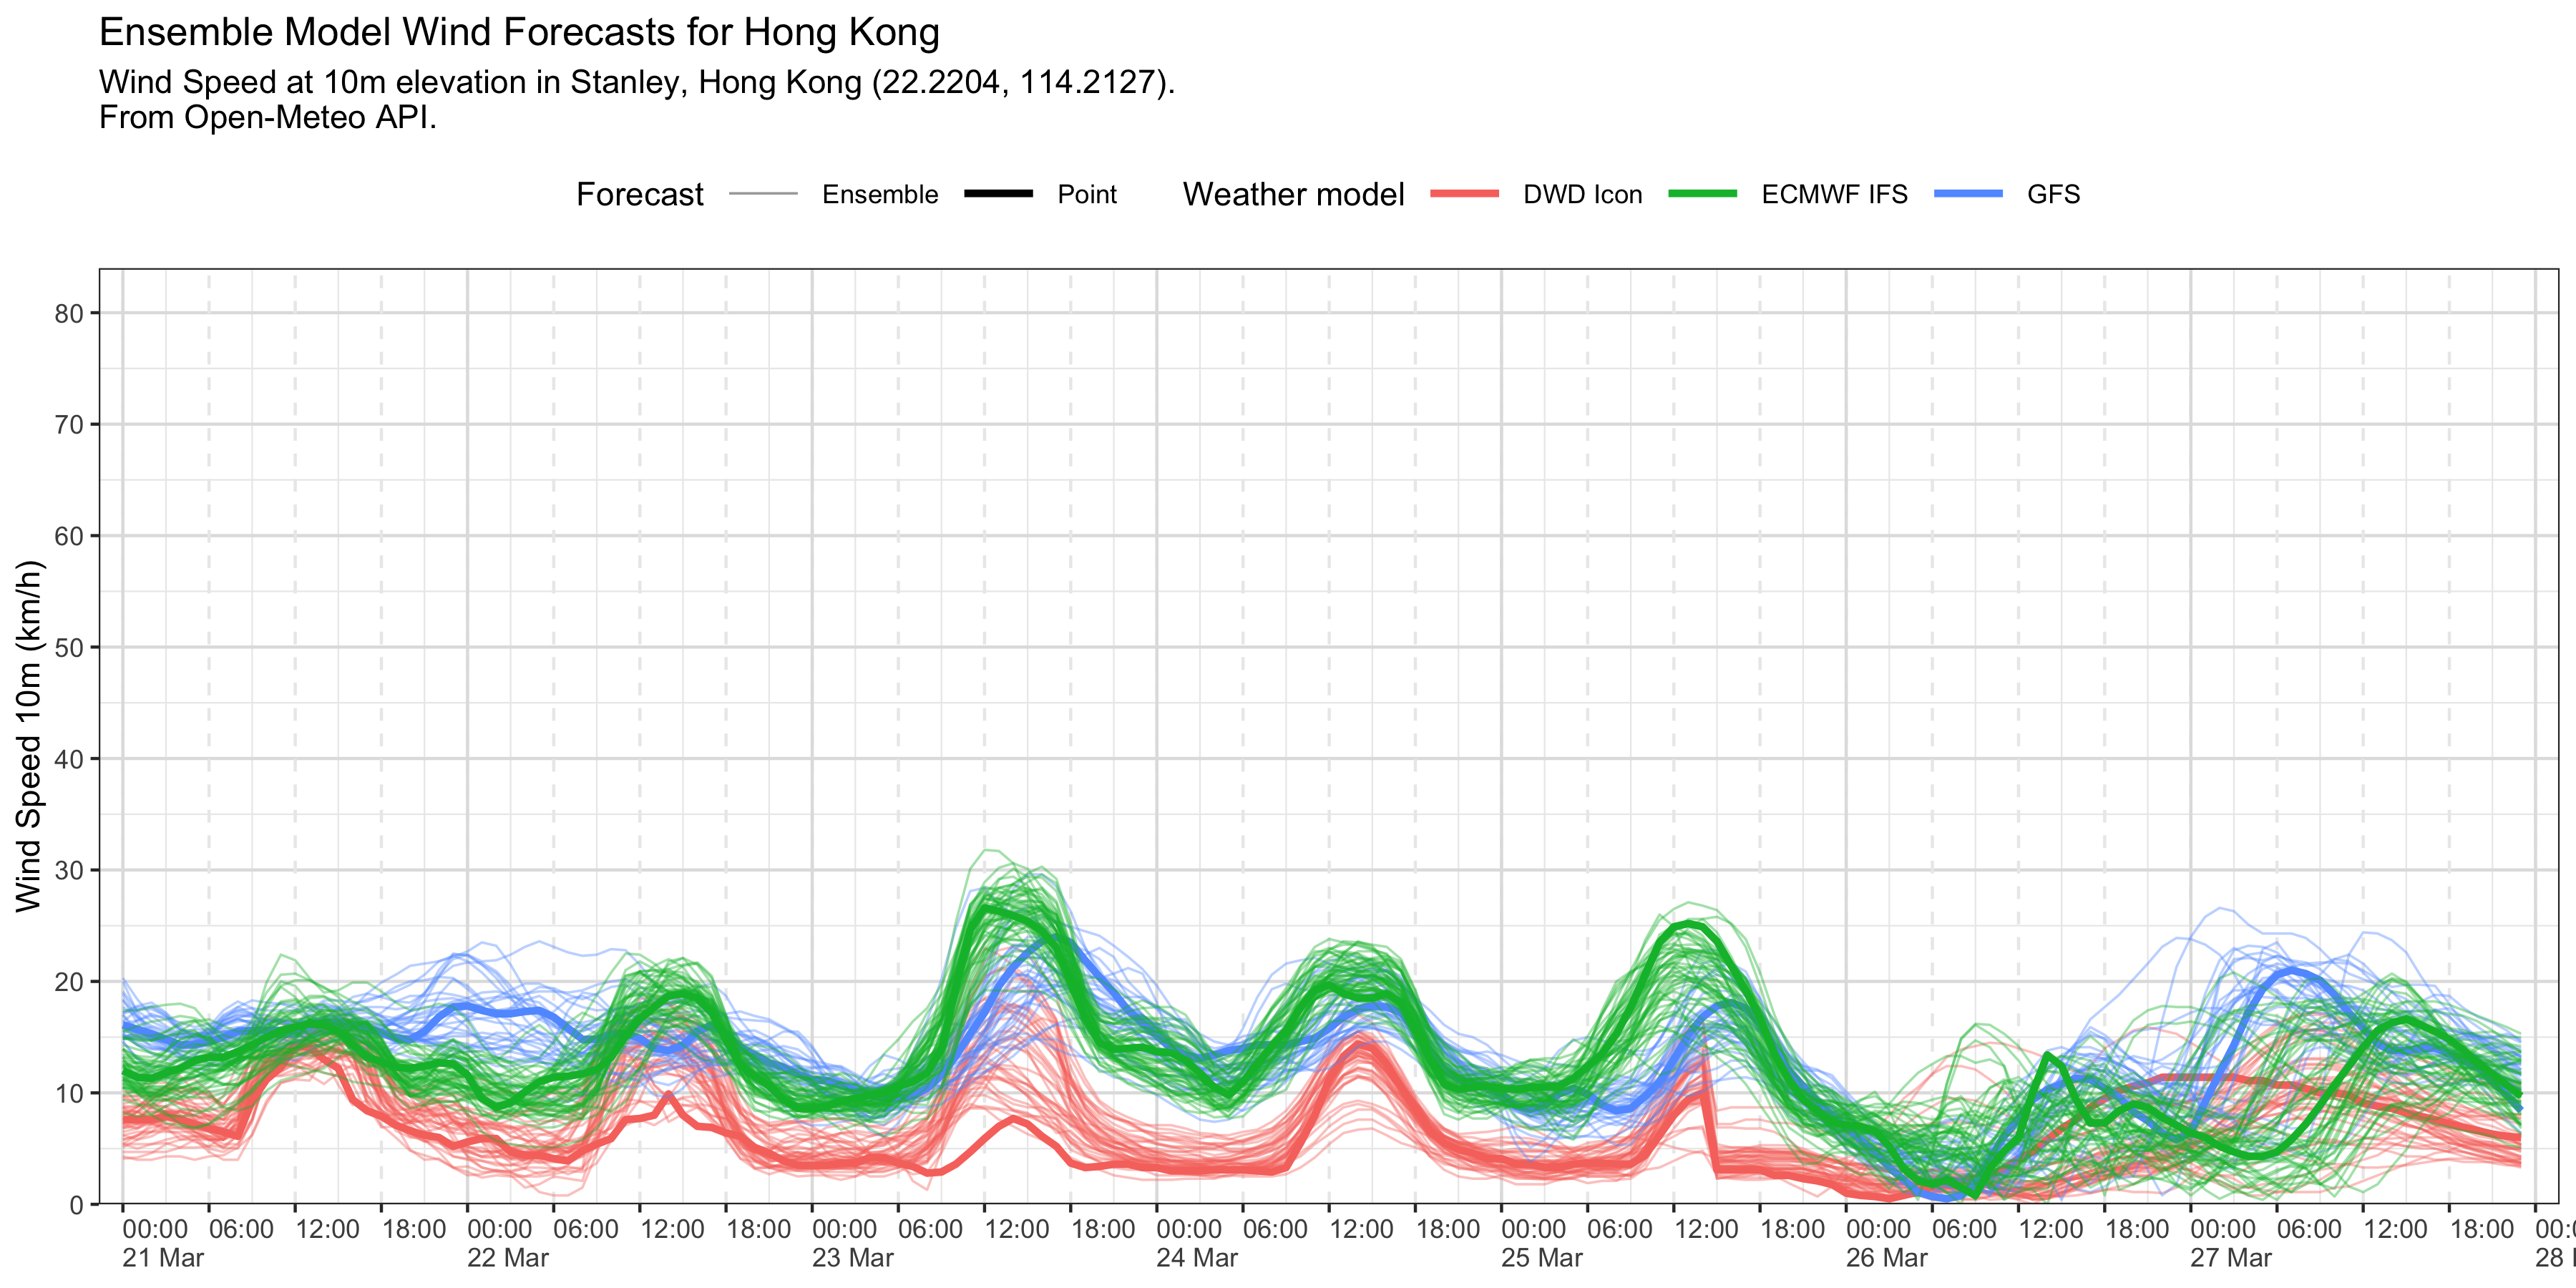 Ensemble Model Wind Forecasts for Hong Kong
Wind Speed at 10m elevation in Stanley, Hong Kong (22.2204, 114.2127).
From Open-Meteo API.
Forecast Ensemble Point Weather model DWD Icon ECMWF IFS GFS
Wind Speed 10m (km/h)
80
70
60
50
40
30
20
10
0
00:00 06:00 12:00 18:00 00:00 06:00 12:00 18:00 00:00 06:00 12:00 18:00 00:00 06:00 12:00 18:00 00:00 06:00 12:00 18:00 00:00 06:00 12:00 18:00 00:00 06:00 12:00 18:00
21 Mar 22 Mar 23 Mar 24 Mar 25 Mar 26 Mar 27 Mar 28